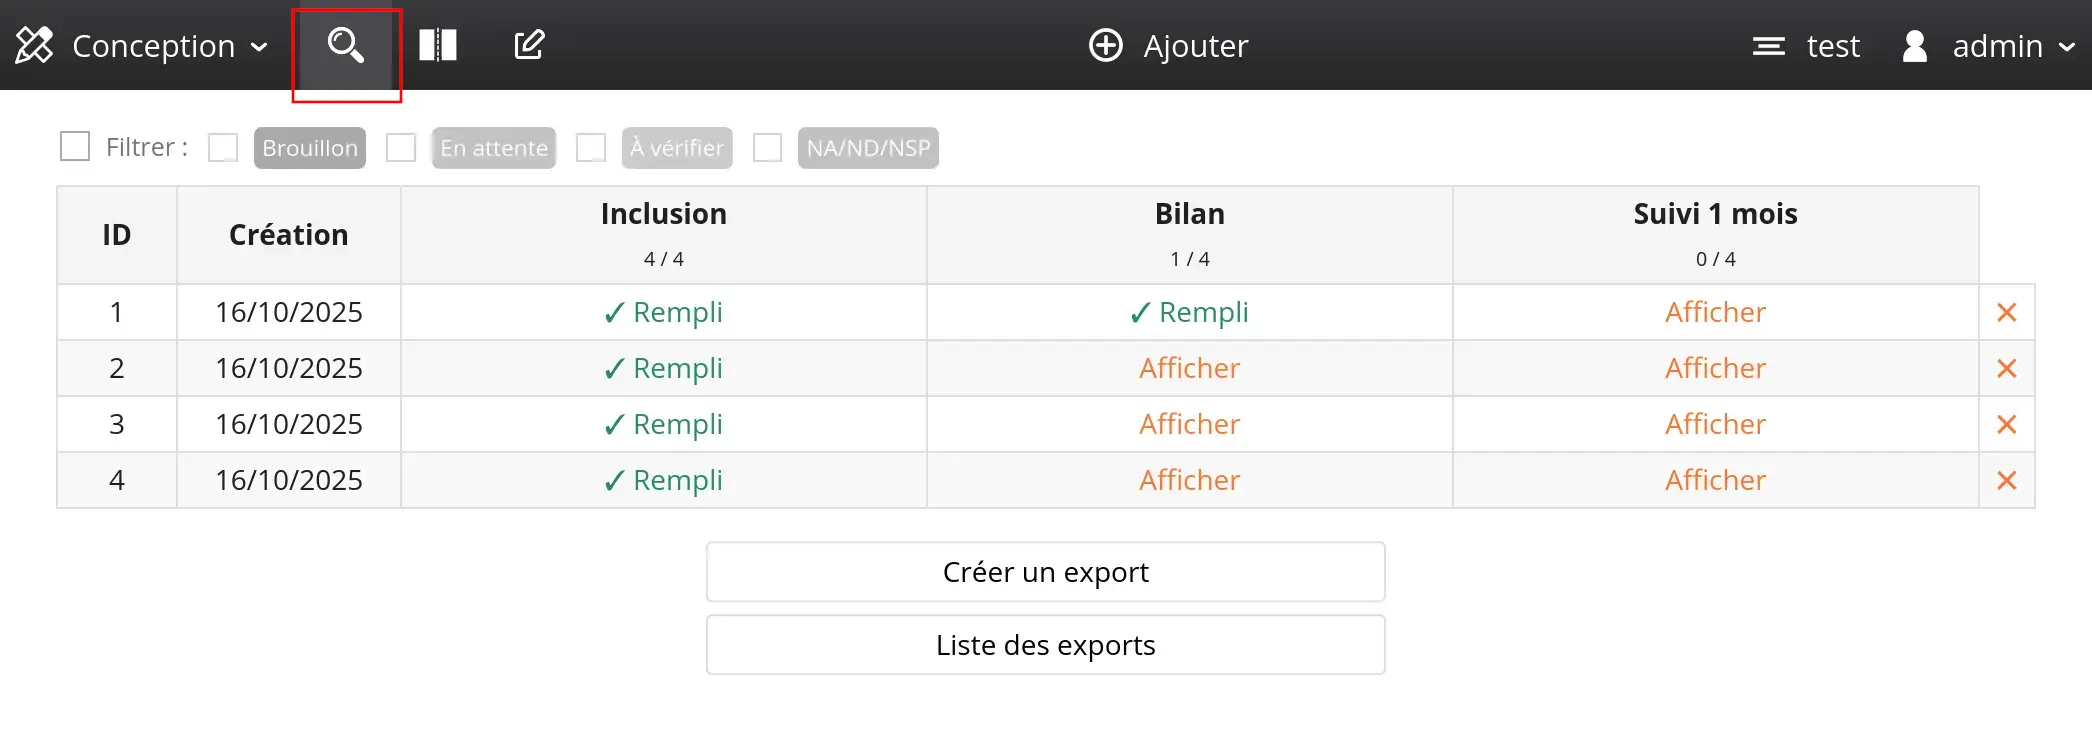 Conception Ajouter test admin
Filtrer : Brouillon En attente À vérifier NA/ND/NSP
ID Création Inclusion Bilan Suivi 1 mois
4 / 4 1 / 4 0 / 4
1 16/10/2025 ✓ Rempli ✓ Rempli Afficher ✕
2 16/10/2025 ✓ Rempli Afficher Afficher ✕
3 16/10/2025 ✓ Rempli Afficher Afficher ✕
4 16/10/2025 ✓ Rempli Afficher Afficher ✕
Créer un export
Liste des exports